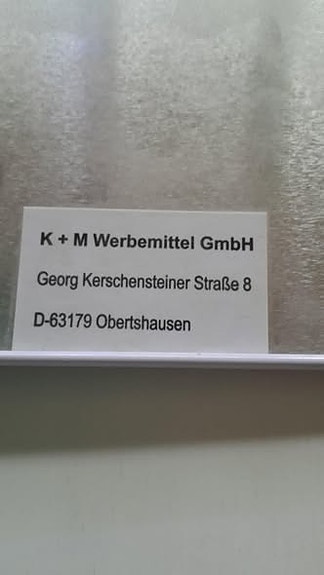 K + M Werbemittel GmbH
Georg Kerschensteiner Straße 8
D-63179 Obertshausen